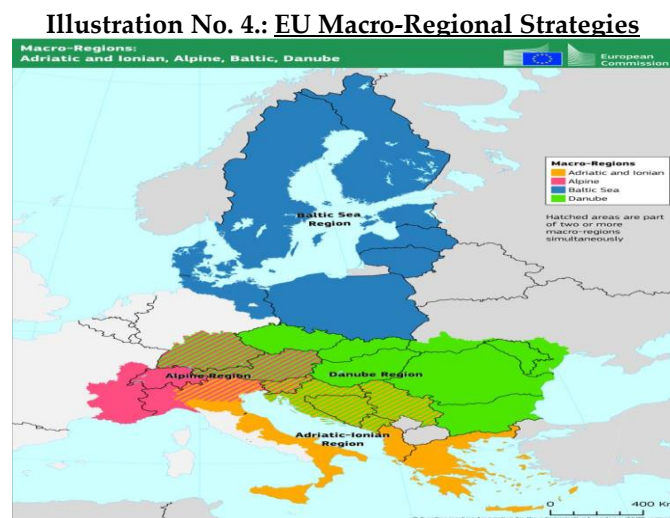 Illustration No. 4.: EU Macro-Regional Strategies
Macro-Regions:
Adriatic and Ionian, Alpine, Baltic, Danube
European
Commission
Macro-Regions
Adriatic and Ionian
Alpine
Baltic Sea
Danube
Hatched areas are part
of two or more
macro-regions
simultaneously
Baltic Sea
Region
Alpine Region
Danube Region
Adriatic-Ionian
Region
0 400 Km